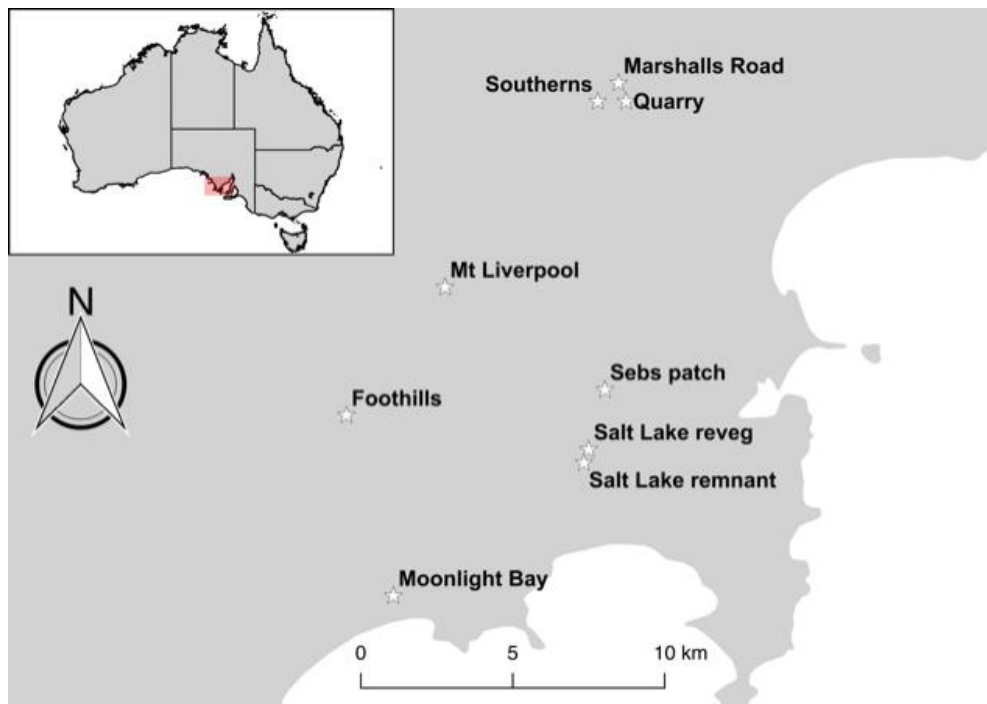 Marshalls Road
Southerns
Quarry
Mt Liverpool
N
Sebs patch
Foothills
Salt Lake reveg
Salt Lake remnant
Moonlight Bay
0 5 10 km